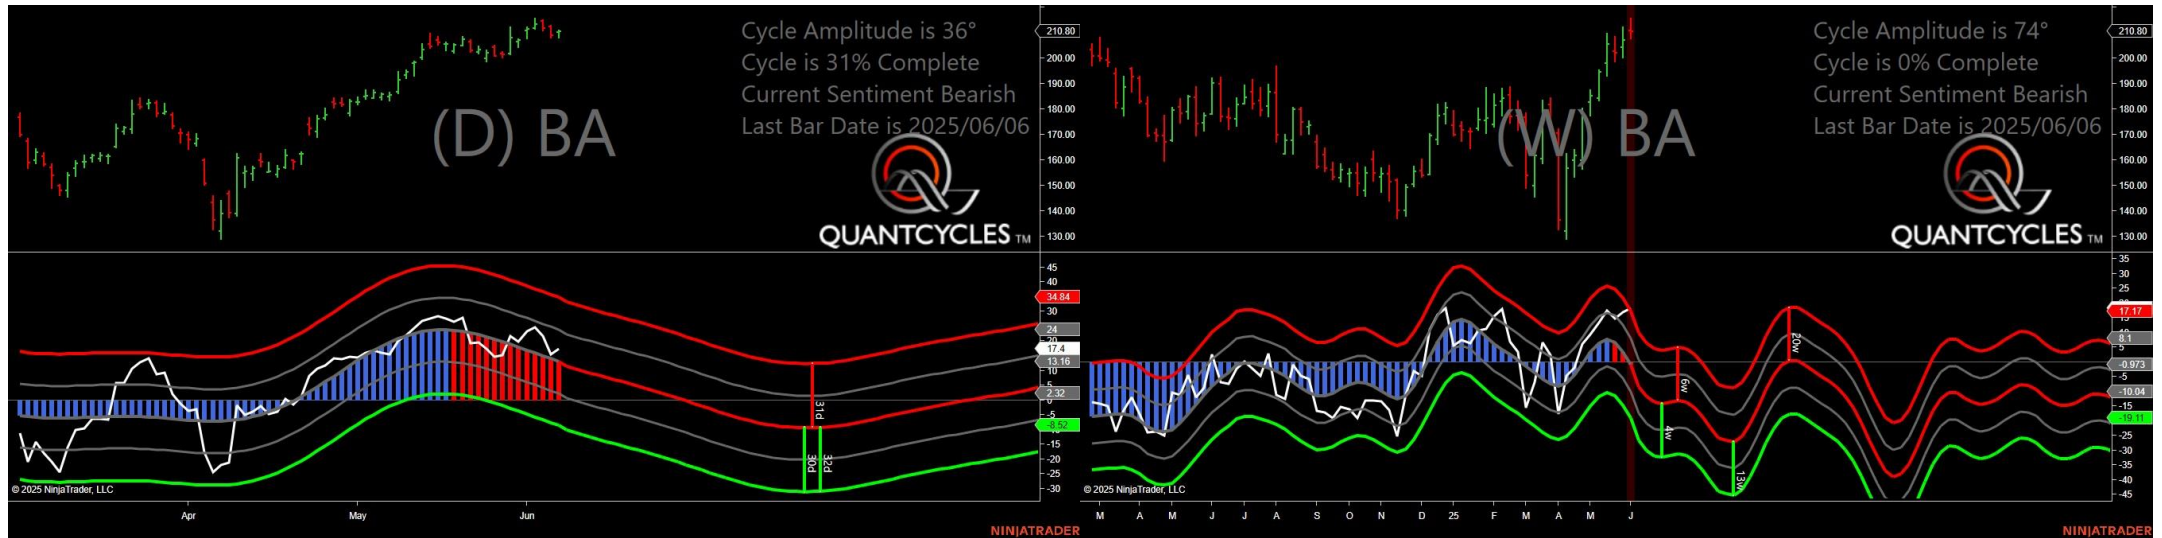 Cycle Amplitude is 36°
Cycle is 31% Complete
Current Sentiment Bearish
Last Bar Date is 2025/06/06
(D) BA
QUANTCYCLES TM
210.80
200.00
190.00
180.00
170.00
160.00
150.00
140.00
130.00
45
40
34.84
30
24
20
17.4
13.16
10
5
2.32
-5
-8.52
-15
-20
-25
-30
31d
30d
32d
© 2025 NinjaTrader, LLC
Apr
May
Jun
NINJATRADER
Cycle Amplitude is 74°
Cycle is 0% Complete
Current Sentiment Bearish
Last Bar Date is 2025/06/06
(W) BA
QUANTCYCLES TM
210.80
200.00
190.00
180.00
170.00
160.00
150.00
140.00
130.00
35
30
25
17.17
8.1
-0.973
-5
-10.04
-15
-19.11
-25
-30
-35
-40
-45
20w
6w
4w
13w
© 2025 NinjaTrader, LLC
M A M J J A S O N D 25 F M A M J
NINJATRADER